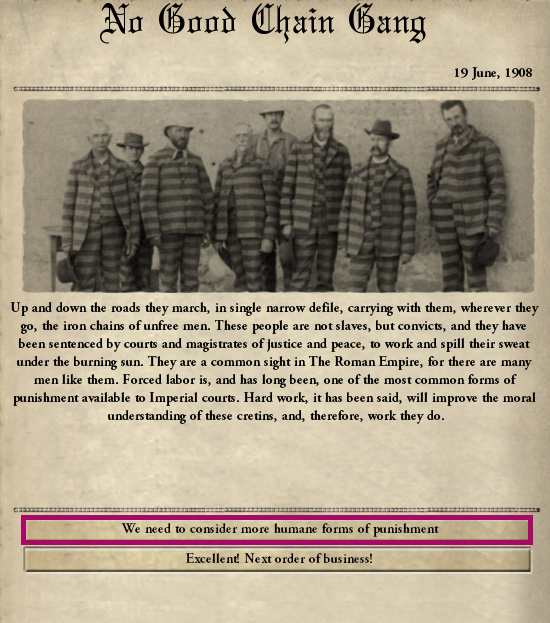 No Good Chain Gang
19 June, 1908
Up and down the roads they march, in single narrow defile, carrying with them, wherever they
go, the iron chains of unfree men. These people are not slaves, but convicts, and they have
been sentenced by courts and magistrates of justice and peace, to work and spill their sweat
under the burning sun. They are a common sight in The Roman Empire, for there are many
men like them. Forced labor is, and has long been, one of the most common forms of
punishment available to Imperial courts. Hard work, it has been said, will improve the moral
understanding of these cretins, and, therefore, work they do.
We need to consider more humane forms of punishment
Excellent! Next order of business!